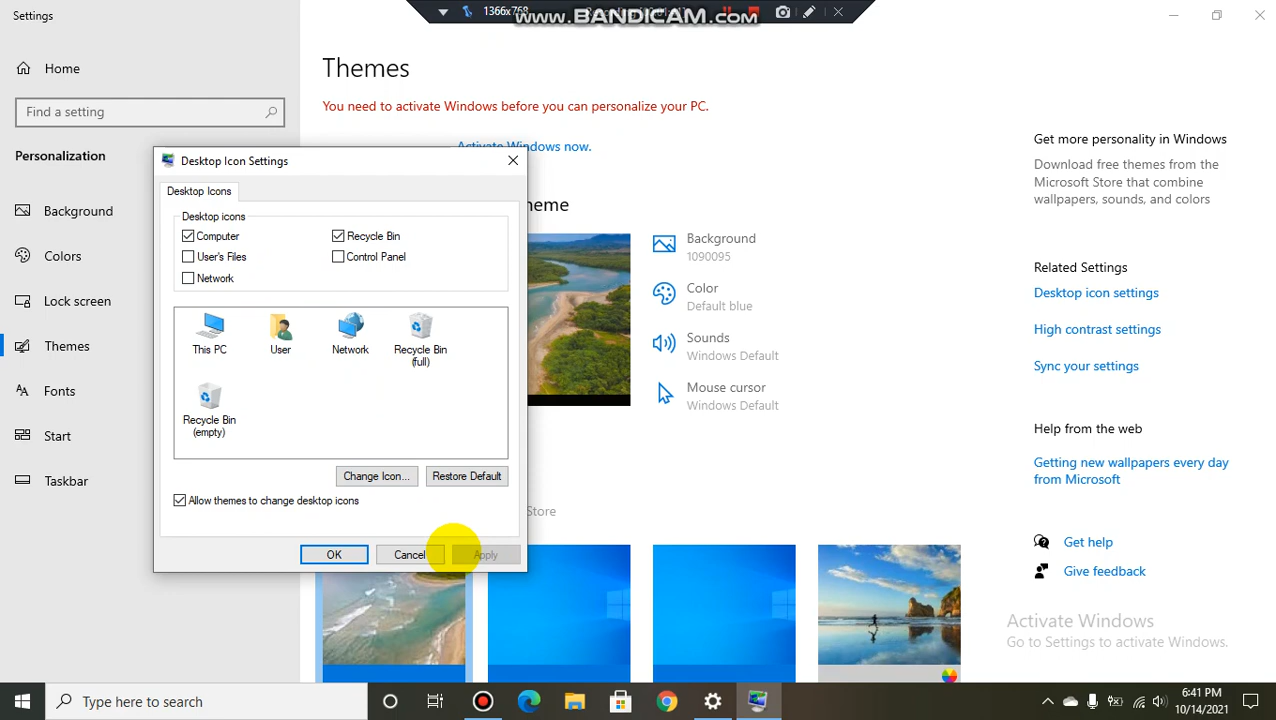 Settings
1366x768
www.BANDICAM.com
Home
Find a setting
Personalization
Background
Colors
Lock screen
Themes
Fonts
Start
Taskbar
Themes
You need to activate Windows before you can personalize your PC.
Activate Windows now.
Desktop Icon Settings
Desktop Icons
Desktop icons
Computer
Recycle Bin
User's Files
Control Panel
Network
This PC
User
Network
Recycle Bin
(full)
Recycle Bin
(empty)
Change Icon...
Restore Default
Allow themes to change desktop icons
OK
Cancel
Apply
Background
1090095
Color
Default blue
Sounds
Windows Default
Mouse cursor
Windows Default
Store
Get more personality in Windows
Download free themes from the
Microsoft Store that combine
wallpapers, sounds, and colors
Related Settings
Desktop icon settings
High contrast settings
Sync your settings
Help from the web
Getting new wallpapers every day
from Microsoft
Get help
Give feedback
Activate Windows
Go to Settings to activate Windows.
Type here to search
6:41 PM
10/14/2021